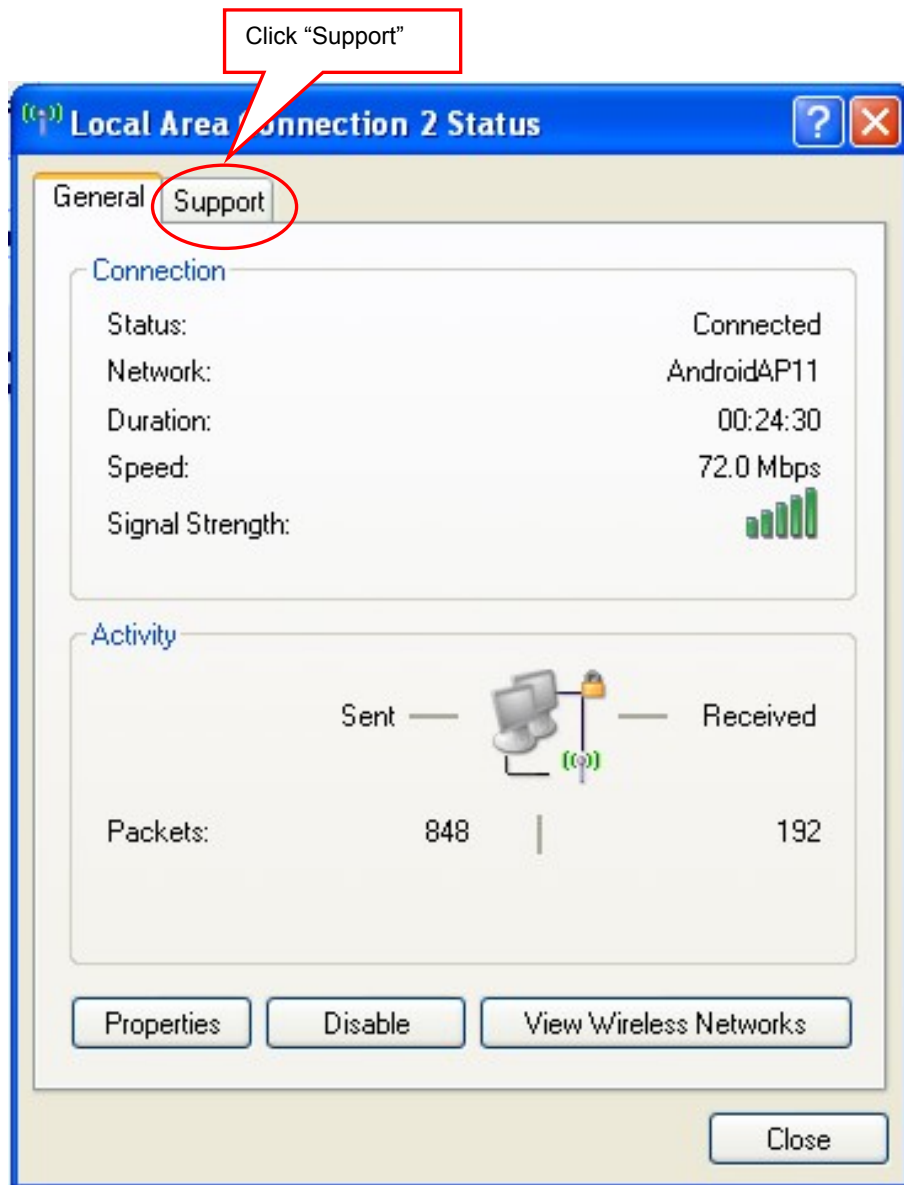 Click “Support”
Local Area Connection 2 Status
General Support
Connection
Status: Connected
Network: AndroidAP11
Duration: 00:24:30
Speed: 72.0 Mbps
Signal Strength:
Activity
Sent Received
Packets: 848 192
Properties Disable View Wireless Networks
Close